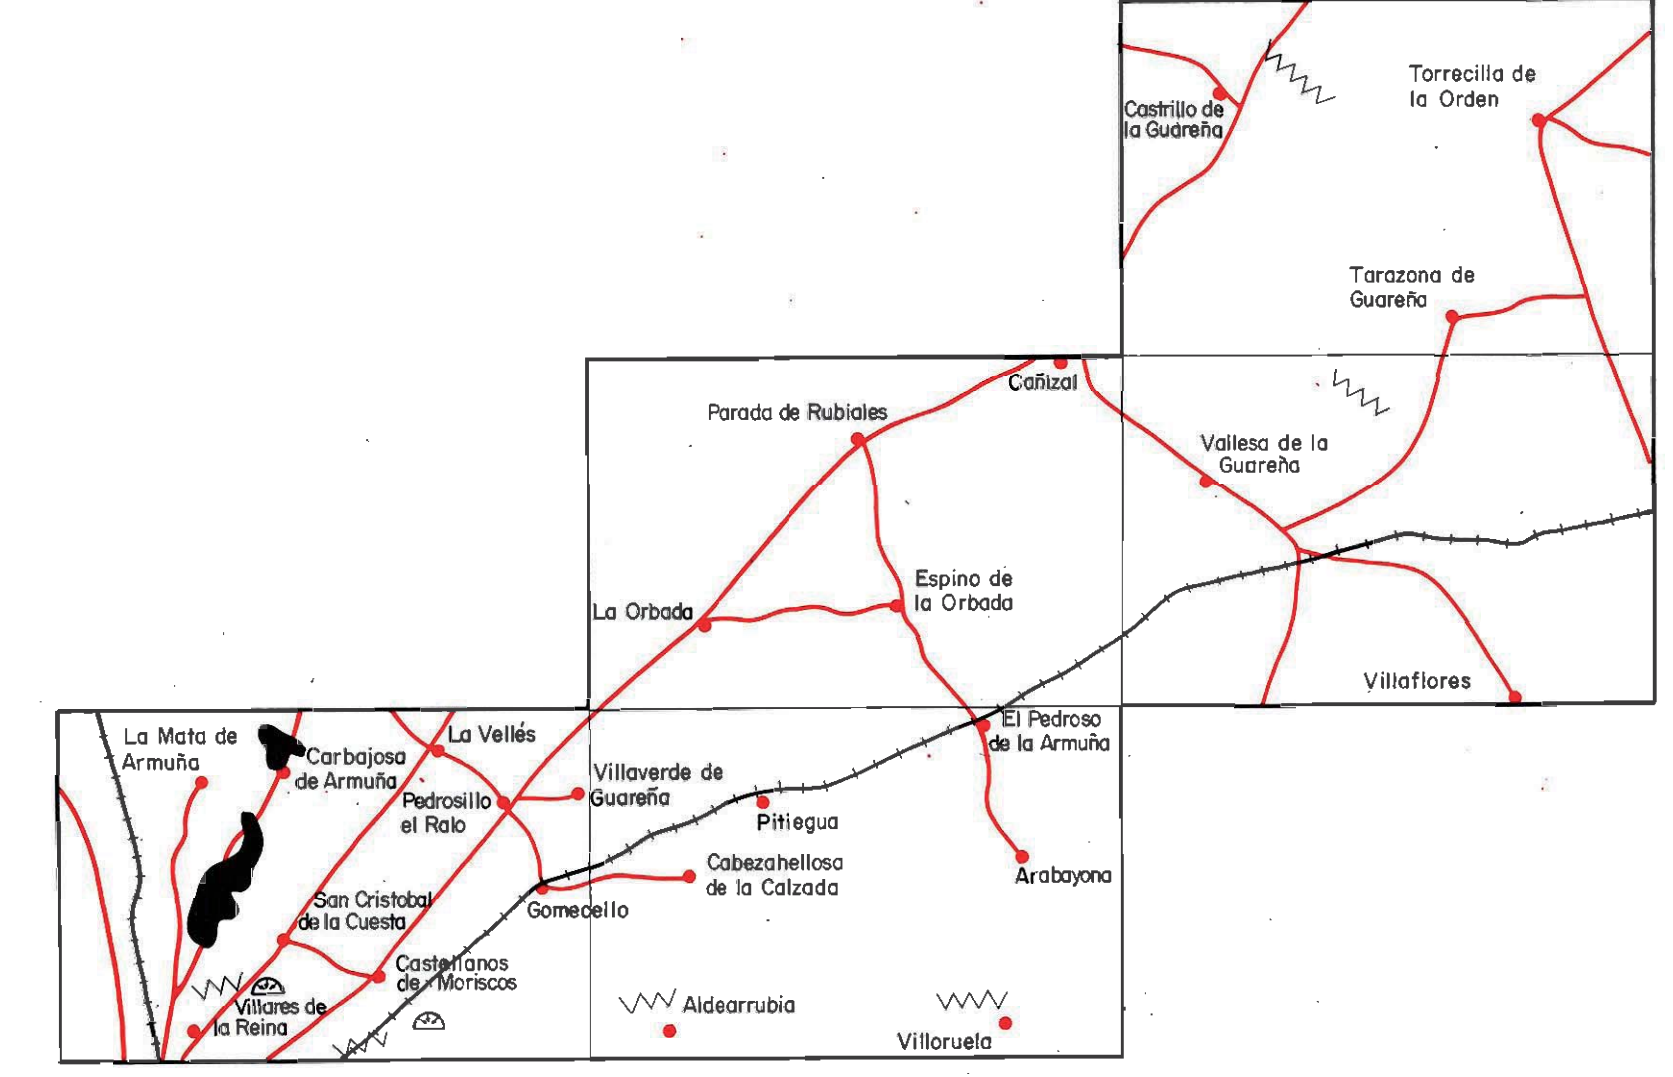 Torrecilla de
la Orden
Castrillo de
la Guareña
Tarazona de
Guareña
Cañizal
Parada de Rubiales
Vallesa de la
Guareña
Espino de
la Orbada
La Orbada
Villaflores
El Pedroso
de la Armuña
La Mata de
Armuña
La Vellés
Carbajosa
de Armuña
Villaverde de
Guareña
Pedrosillo
el Ralo
Pitiegua
Cabezahellosa
de la Calzada
Arabayona
San Cristobal
de la Cuesta
Gomecello
Castellanos
de Moriscos
Villares de
la Reina
Aldearrubia
Villoruela